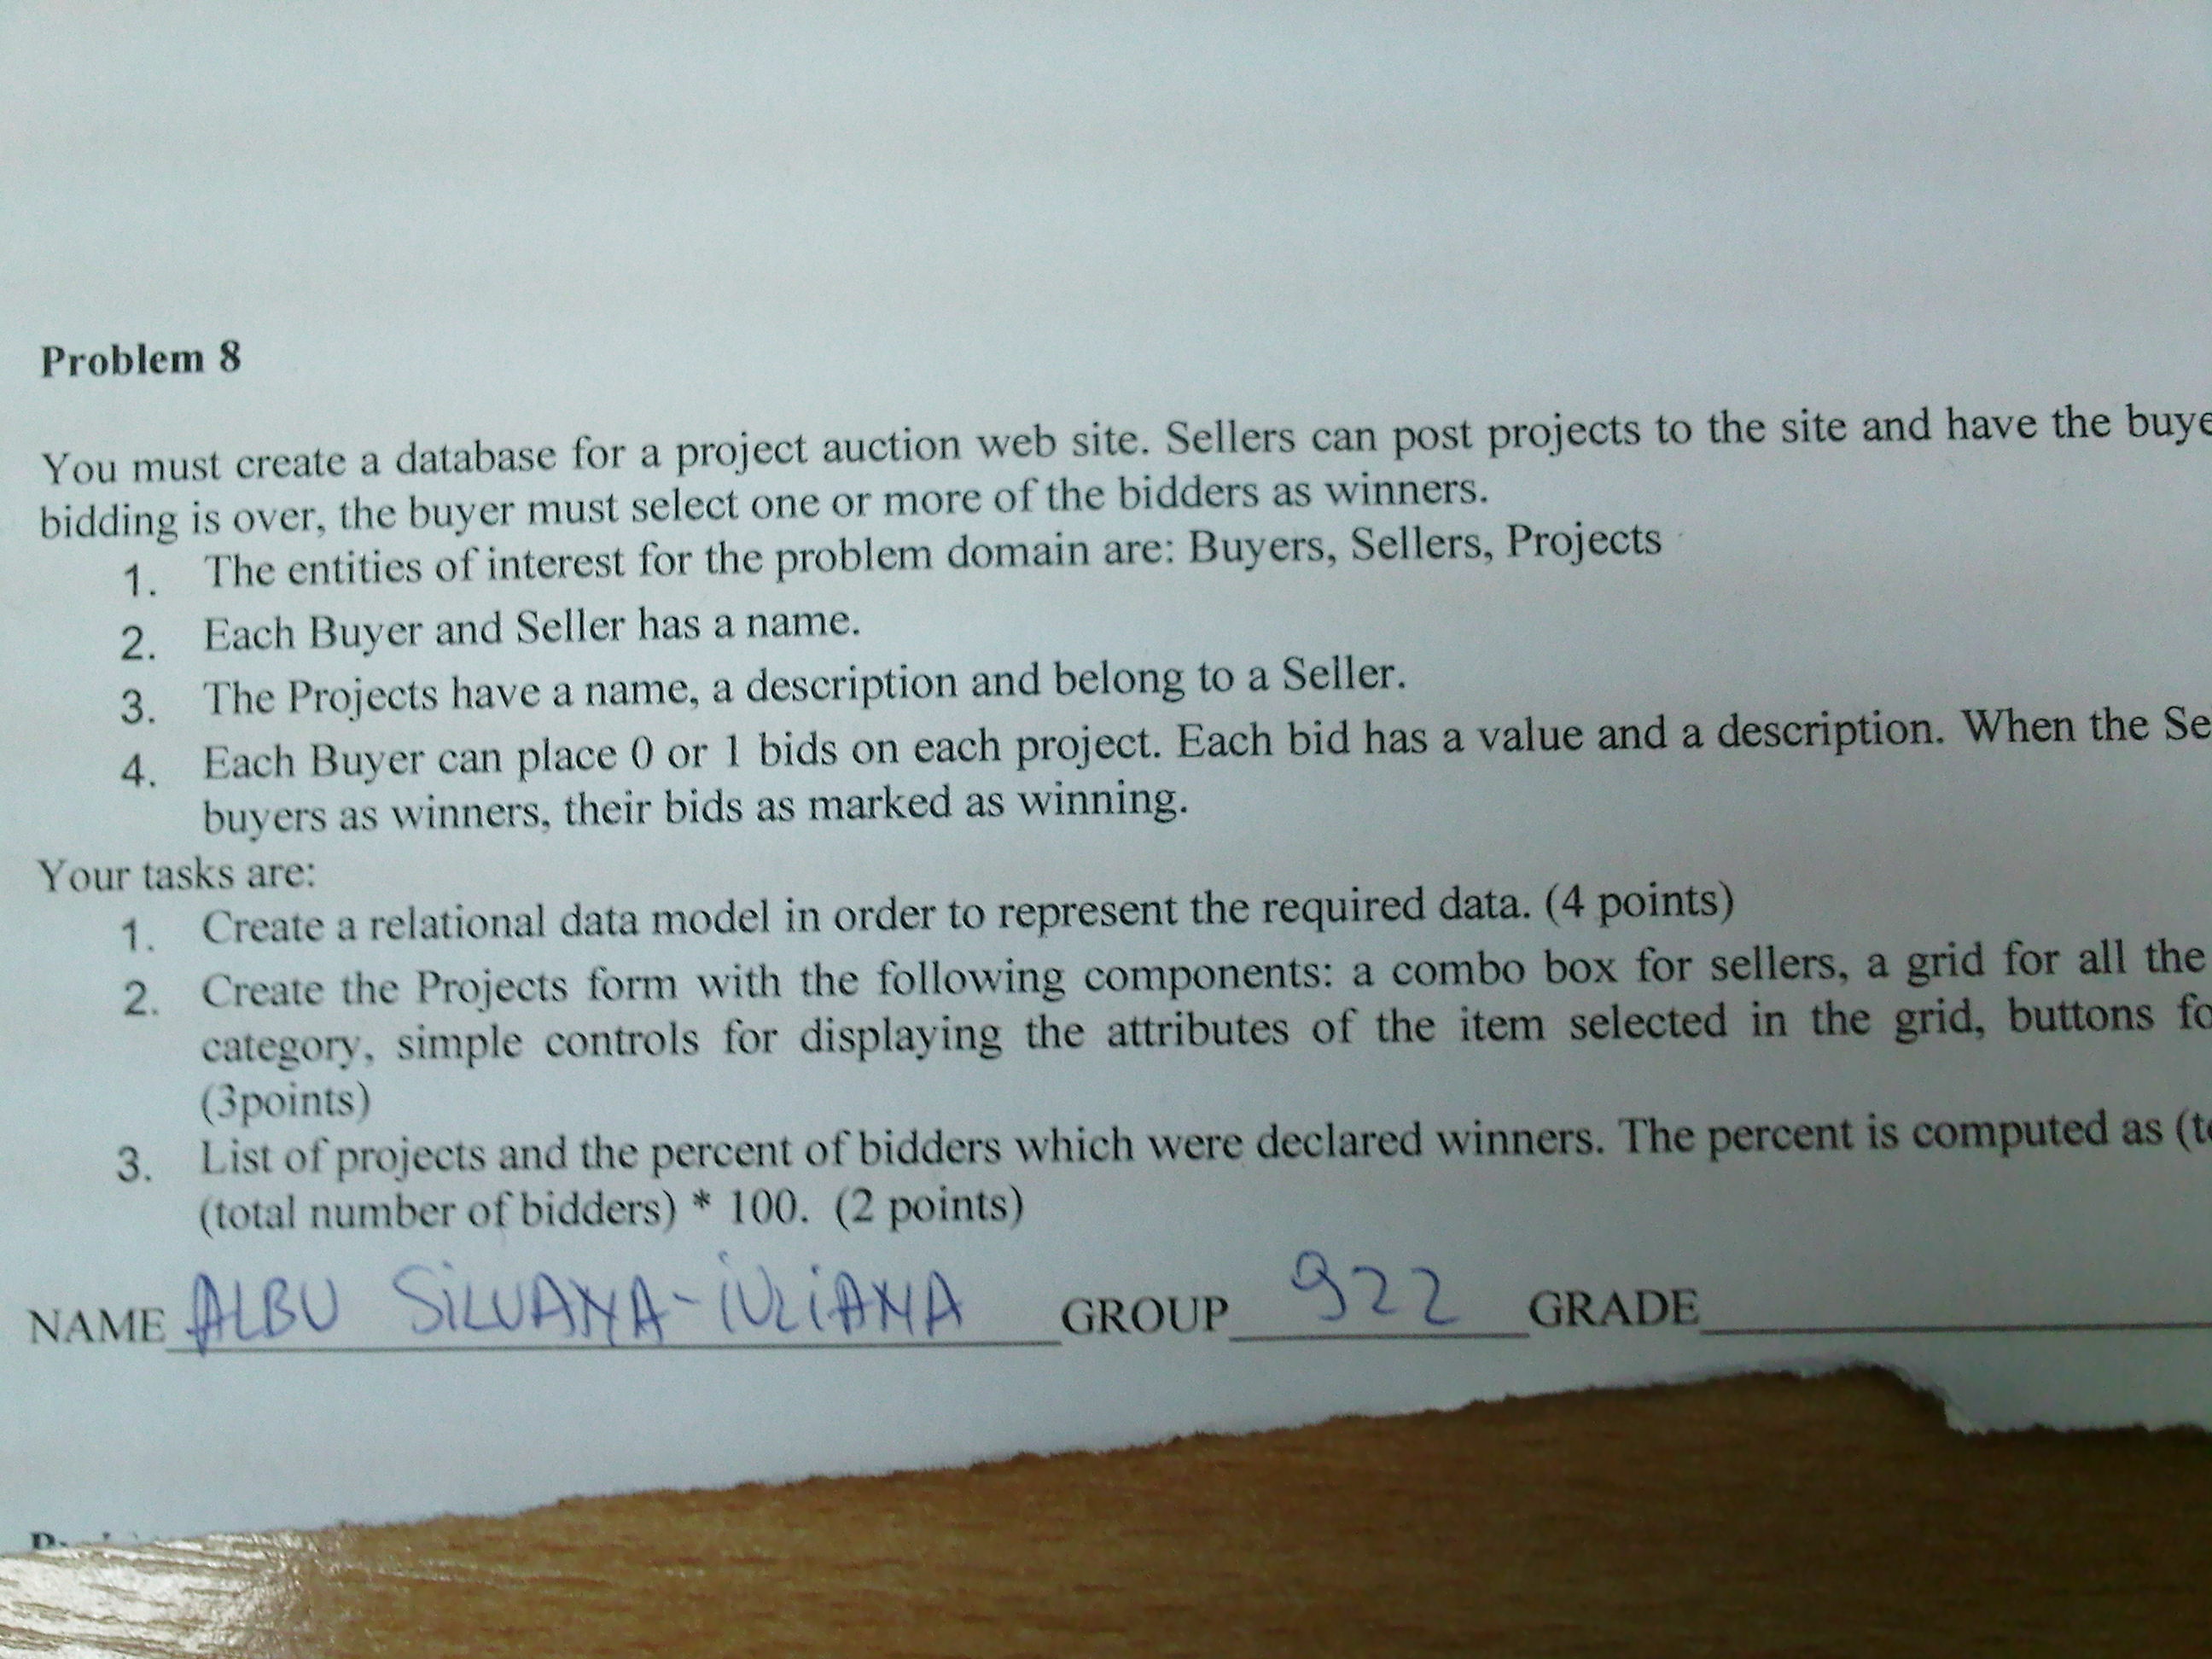 Problem 8
You must create a database for a project auction web site. Sellers can post projects to the site and have the buye
bidding is over, the buyer must select one or more of the bidders as winners.
1. The entities of interest for the problem domain are: Buyers, Sellers, Projects
2. Each Buyer and Seller has a name.
3. The Projects have a name, a description and belong to a Seller.
4. Each Buyer can place 0 or 1 bids on each project. Each bid has a value and a description. When the Se
buyers as winners, their bids as marked as winning.
Your tasks are:
1. Create a relational data model in order to represent the required data. (4 points)
2. Create the Projects form with the following components: a combo box for sellers, a grid for all the
category, simple controls for displaying the attributes of the item selected in the grid, buttons fo
(3points)
3. List of projects and the percent of bidders which were declared winners. The percent is computed as (to
(total number of bidders) * 100. (2 points)
NAME ALBU SILVANA-IULIANA GROUP 922 GRADE